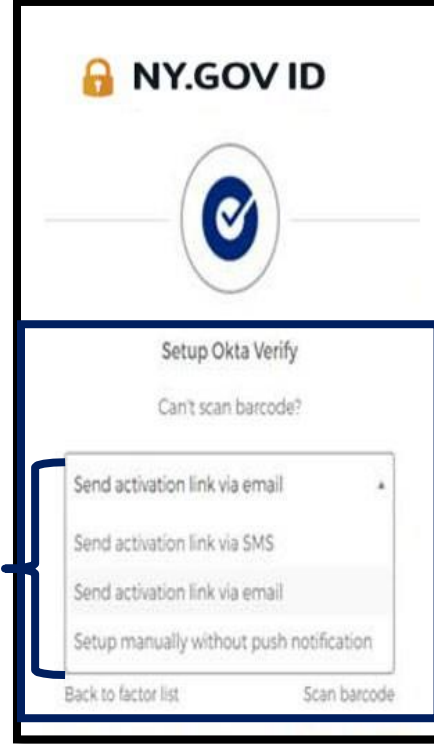 NY.GOV ID
Setup Okta Verify
Can't scan barcode?
Send activation link via email
Send activation link via SMS
Send activation link via email
Setup manually without push notification
Back to factor list Scan barcode